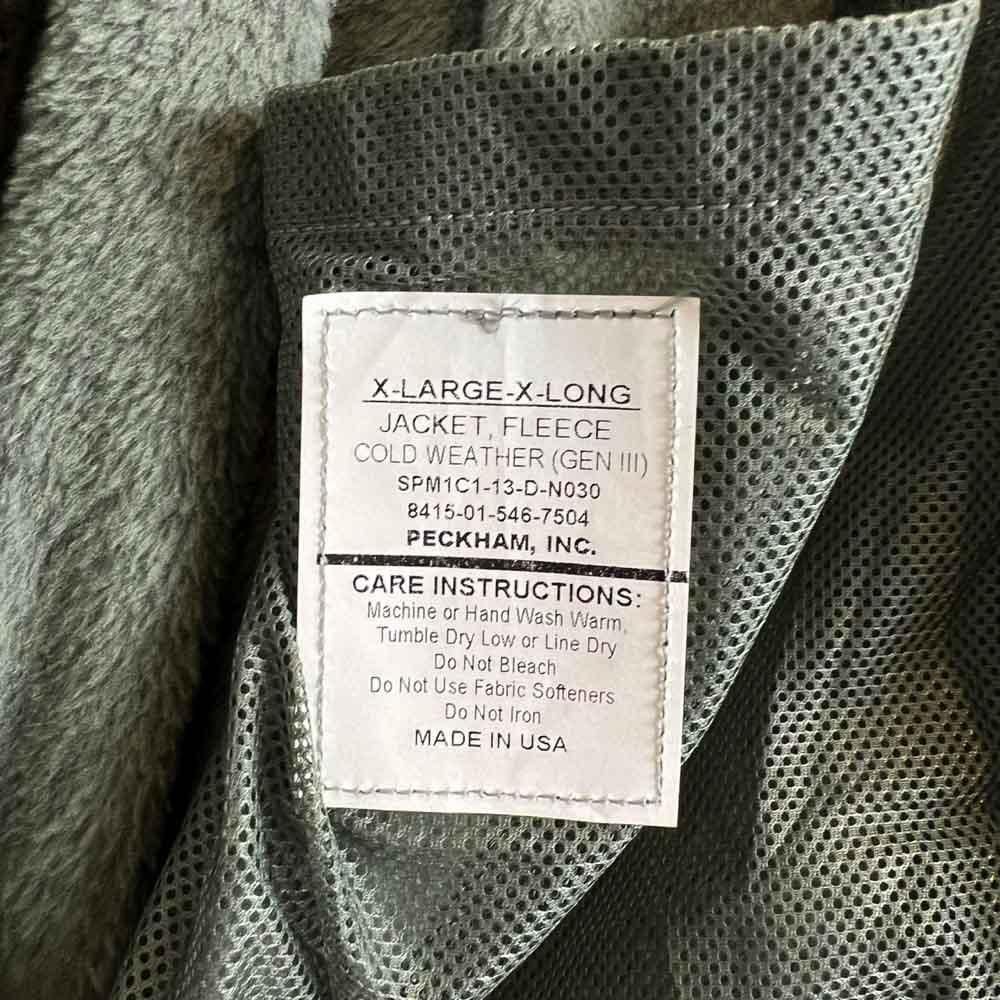 X-LARGE-X-LONG
JACKET, FLEECE
COLD WEATHER (GEN III)
SPM1C1-13-D-N030
8415-01-546-7504
PECKHAM, INC.
CARE INSTRUCTIONS:
Machine or Hand Wash Warm,
Tumble Dry Low or Line Dry
Do Not Bleach
Do Not Use Fabric Softeners
Do Not Iron
MADE IN USA